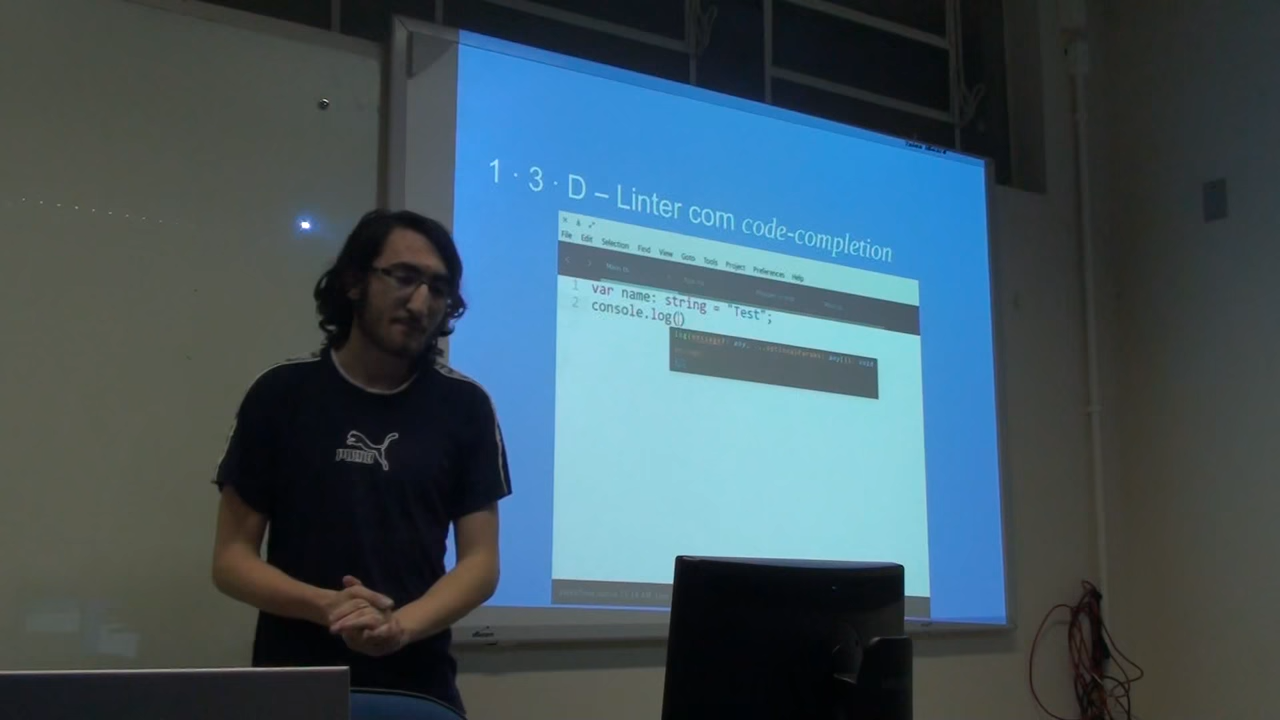 1 · 3 · D – Linter com code-completion
File Edit Selection Find View Goto Tools Project Preferences Help
1 var name: string = "Test";
2 console.log()
PUMA